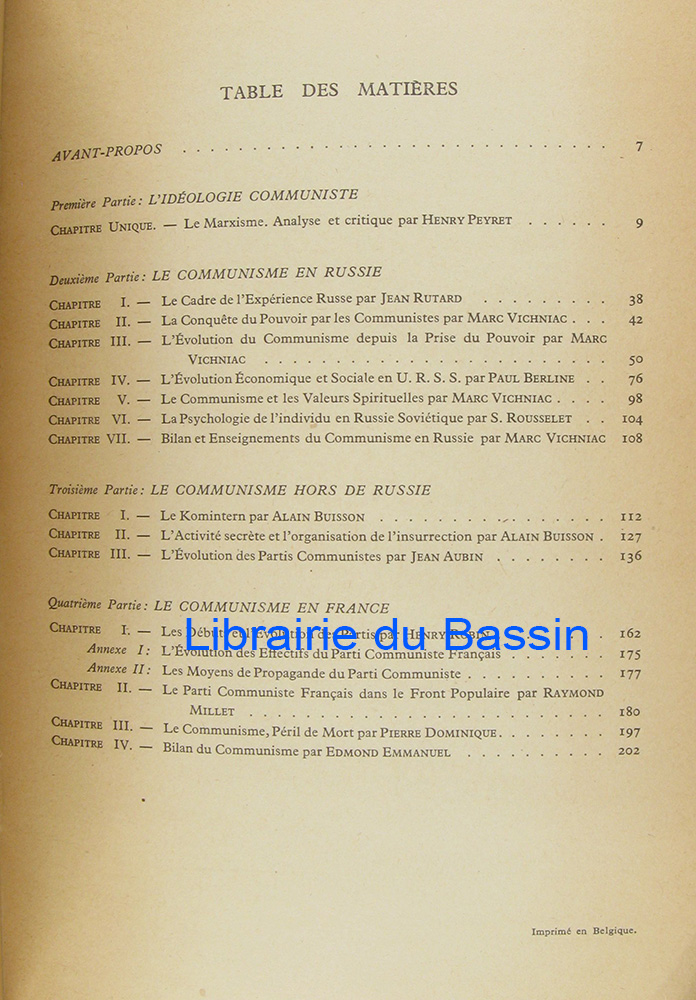 TABLE DES MATIÈRES
AVANT-PROPOS . . . . . . . . . . . . . . . . . . . . . . . . . . . . . . . 7
Première Partie : L'IDÉOLOGIE COMMUNISTE
CHAPITRE UNIQUE. — Le Marxisme. Analyse et critique par HENRY PEYRET . . . . . . 9
Deuxième Partie : LE COMMUNISME EN RUSSIE
CHAPITRE I. — Le Cadre de l'Expérience Russe par JEAN RUTARD . . . . . . . . . 38
CHAPITRE II. — La Conquête du Pouvoir par les Communistes par MARC VICHNIAC . . . 42
CHAPITRE III. — L'Évolution du Communisme depuis la Prise du Pouvoir par MARC
VICHNIAC . . . . . . . . . . . . . . . . . . . . . . . . . . 50
CHAPITRE IV. — L'Évolution Économique et Sociale en U. R. S. S. par PAUL BERLINE . . 76
CHAPITRE V. — Le Communisme et les Valeurs Spirituelles par MARC VICHNIAC . . . . 98
CHAPITRE VI. — La Psychologie de l'individu en Russie Soviétique par S. ROUSSELET . . 104
CHAPITRE VII. — Bilan et Enseignements du Communisme en Russie par MARC VICHNIAC 108
Troisième Partie : LE COMMUNISME HORS DE RUSSIE
CHAPITRE I. — Le Komintern par ALAIN BUISSON . . . . . . . . . . . . . . . . . 112
CHAPITRE II. — L'Activité secrète et l'organisation de l'insurrection par ALAIN BUISSON . 127
CHAPITRE III. — L'Évolution des Partis Communistes par JEAN AUBIN . . . . . . . . 136
Quatrième Partie : LE COMMUNISME EN FRANCE
CHAPITRE I. — Les Débuts et l'Évolution des Partis par HENRY ROBIN . . . . . . . . 162
Librairie du Bassin
Annexe I : L'Évolution des Effectifs du Parti Communiste Français . . . . . . . 175
Annexe II : Les Moyens de Propagande du Parti Communiste . . . . . . . . . . 177
CHAPITRE II. — Le Parti Communiste Français dans le Front Populaire par RAYMOND
MILLET . . . . . . . . . . . . . . . . . . . . . . . . . . . 180
CHAPITRE III. — Le Communisme, Péril de Mort par PIERRE DOMINIQUE . . . . . . . . 197
CHAPITRE IV. — Bilan du Communisme par EDMOND EMMANUEL . . . . . . . . . . 202
Imprimé en Belgique.